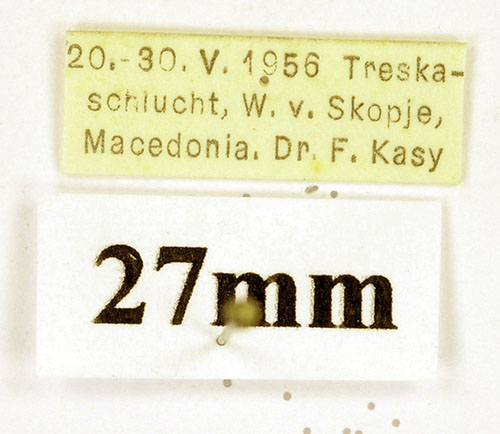 20.-30. V. 1956 Treska-
schlucht, W. v. Skopje,
Macedonia. Dr. F. Kasy
27mm